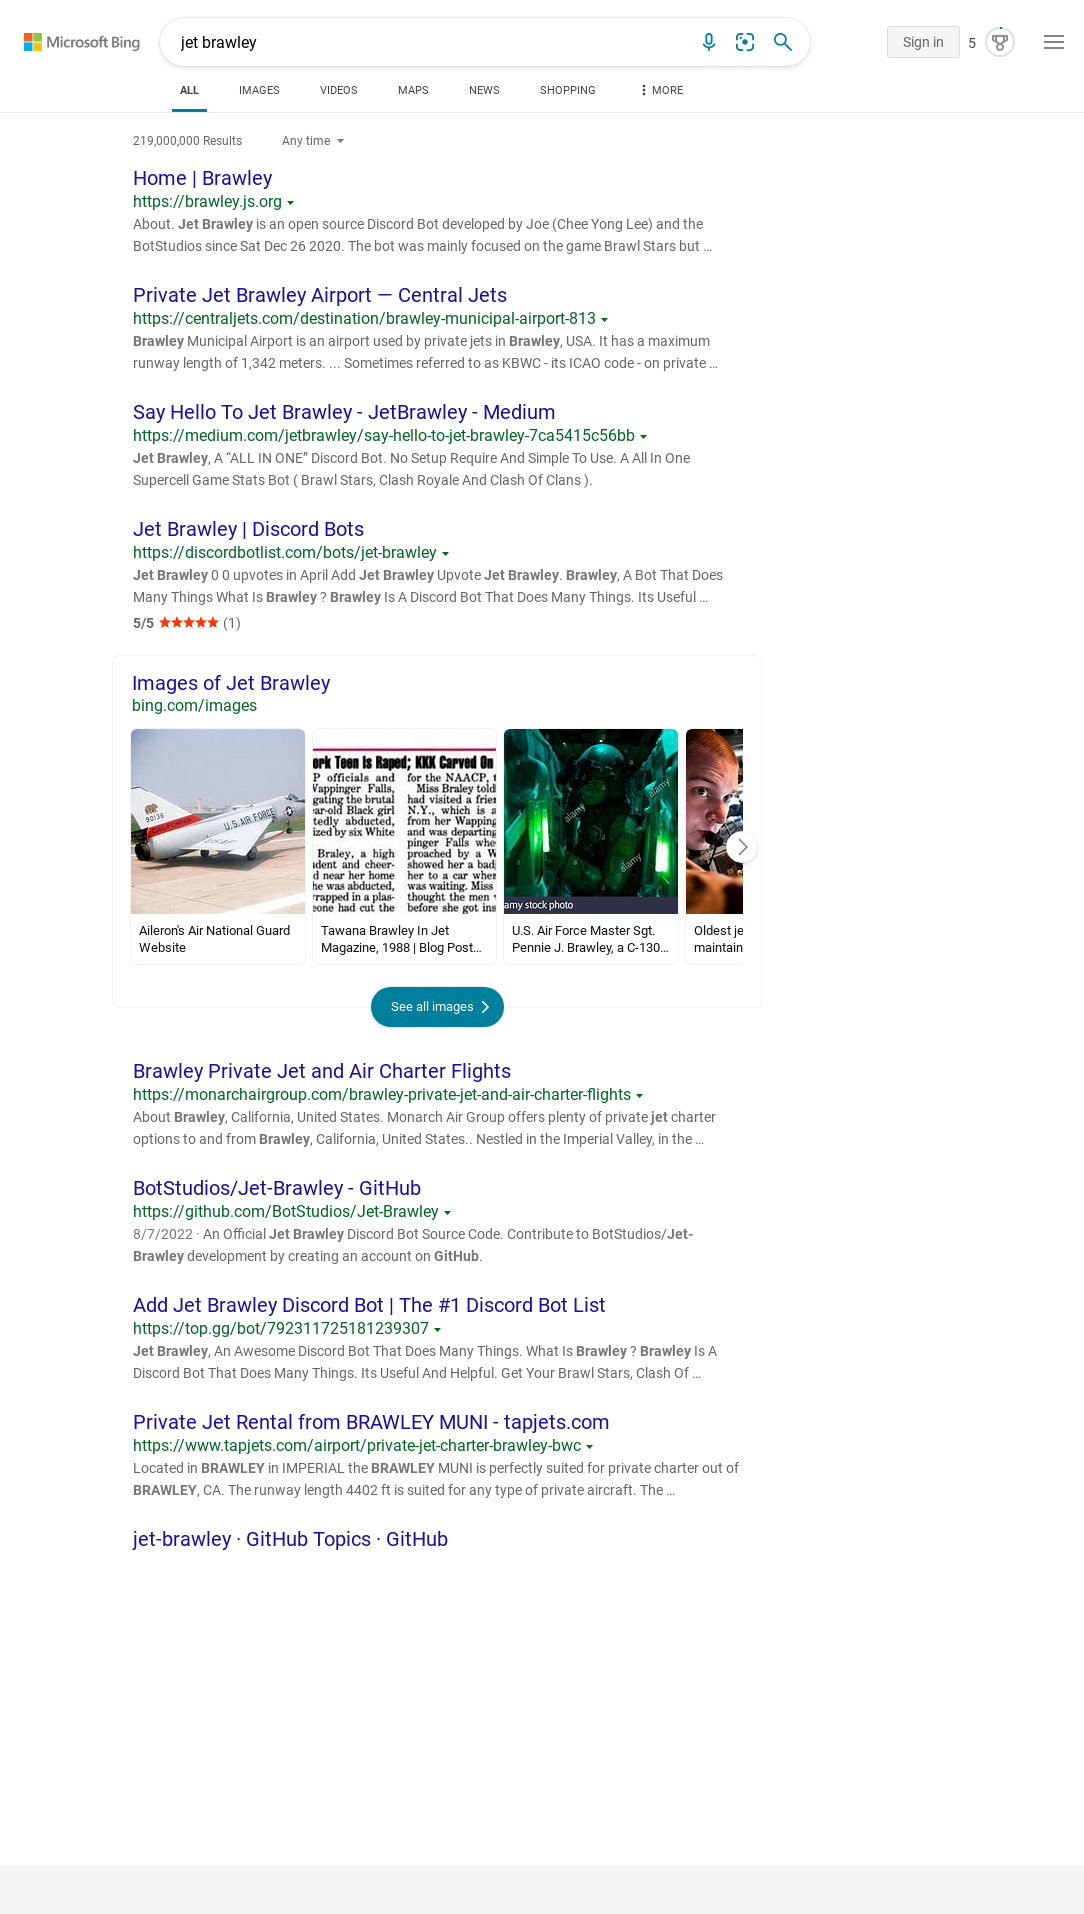 Microsoft Bing
jet brawley
Sign in
5
ALL
IMAGES
VIDEOS
MAPS
NEWS
SHOPPING
MORE
219,000,000 Results
Any time
Home | Brawley
https://brawley.js.org
About. Jet Brawley is an open source Discord Bot developed by Joe (Chee Yong Lee) and the
BotStudios since Sat Dec 26 2020. The bot was mainly focused on the game Brawl Stars but …
Private Jet Brawley Airport — Central Jets
https://centraljets.com/destination/brawley-municipal-airport-813
Brawley Municipal Airport is an airport used by private jets in Brawley, USA. It has a maximum
runway length of 1,342 meters. ... Sometimes referred to as KBWC - its ICAO code - on private …
Say Hello To Jet Brawley - JetBrawley - Medium
https://medium.com/jetbrawley/say-hello-to-jet-brawley-7ca5415c56bb
Jet Brawley, A “ALL IN ONE” Discord Bot. No Setup Require And Simple To Use. A All In One
Supercell Game Stats Bot ( Brawl Stars, Clash Royale And Clash Of Clans ).
Jet Brawley | Discord Bots
https://discordbotlist.com/bots/jet-brawley
Jet Brawley 0 0 upvotes in April Add Jet Brawley Upvote Jet Brawley. Brawley, A Bot That Does
Many Things What Is Brawley ? Brawley Is A Discord Bot That Does Many Things. Its Useful …
5/5 (1)
Images of Jet Brawley
bing.com/images
90136
CALIFORNIA
U.S. AIR FORCE
ork Teen Is Raped; KKK Carved On
P officials and
Wappinger Falls,
gating the brutal
ear-old Black girl
tedly abducted,
ized by six White
Braley, a high
dent and cheer-
d near her home
he was abducted,
wrapped in a plas-
eone had cut the
for the NAACP, t
Miss Braley told
had visited a frien
N.Y., which is a
from her Wapping
and was departing
pinger Falls whe
proached by a W
showed her a bad
her to a car when
was waiting. Miss
thought the men
before she got ins
alamy
alamy
alamy
amy stock photo
Aileron's Air National Guard
Website
Tawana Brawley In Jet
Magazine, 1988 | Blog Post…
U.S. Air Force Master Sgt.
Pennie J. Brawley, a C-130…
Oldest je
maintain
See all images
Brawley Private Jet and Air Charter Flights
https://monarchairgroup.com/brawley-private-jet-and-air-charter-flights
About Brawley, California, United States. Monarch Air Group offers plenty of private jet charter
options to and from Brawley, California, United States.. Nestled in the Imperial Valley, in the …
BotStudios/Jet-Brawley - GitHub
https://github.com/BotStudios/Jet-Brawley
8/7/2022 · An Official Jet Brawley Discord Bot Source Code. Contribute to BotStudios/Jet-
Brawley development by creating an account on GitHub.
Add Jet Brawley Discord Bot | The #1 Discord Bot List
https://top.gg/bot/792311725181239307
Jet Brawley, An Awesome Discord Bot That Does Many Things. What Is Brawley ? Brawley Is A
Discord Bot That Does Many Things. Its Useful And Helpful. Get Your Brawl Stars, Clash Of …
Private Jet Rental from BRAWLEY MUNI - tapjets.com
https://www.tapjets.com/airport/private-jet-charter-brawley-bwc
Located in BRAWLEY in IMPERIAL the BRAWLEY MUNI is perfectly suited for private charter out of
BRAWLEY, CA. The runway length 4402 ft is suited for any type of private aircraft. The …
jet-brawley · GitHub Topics · GitHub